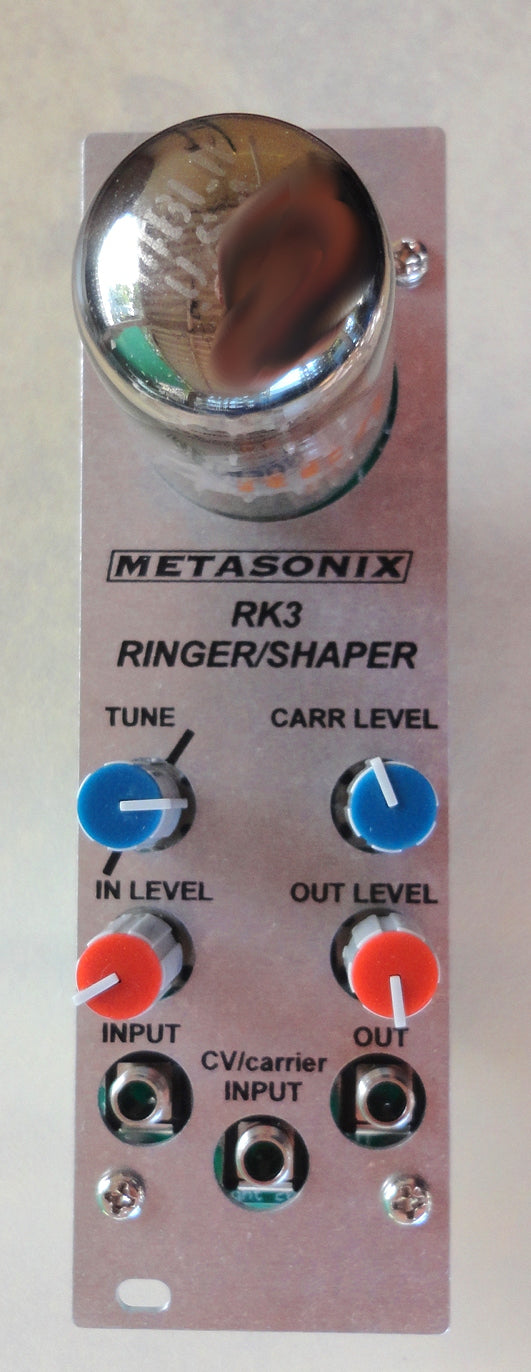 METASONIX
RK3
RINGER/SHAPER
TUNE
CARR LEVEL
IN LEVEL
OUT LEVEL
INPUT
OUT
CV/carrier
INPUT